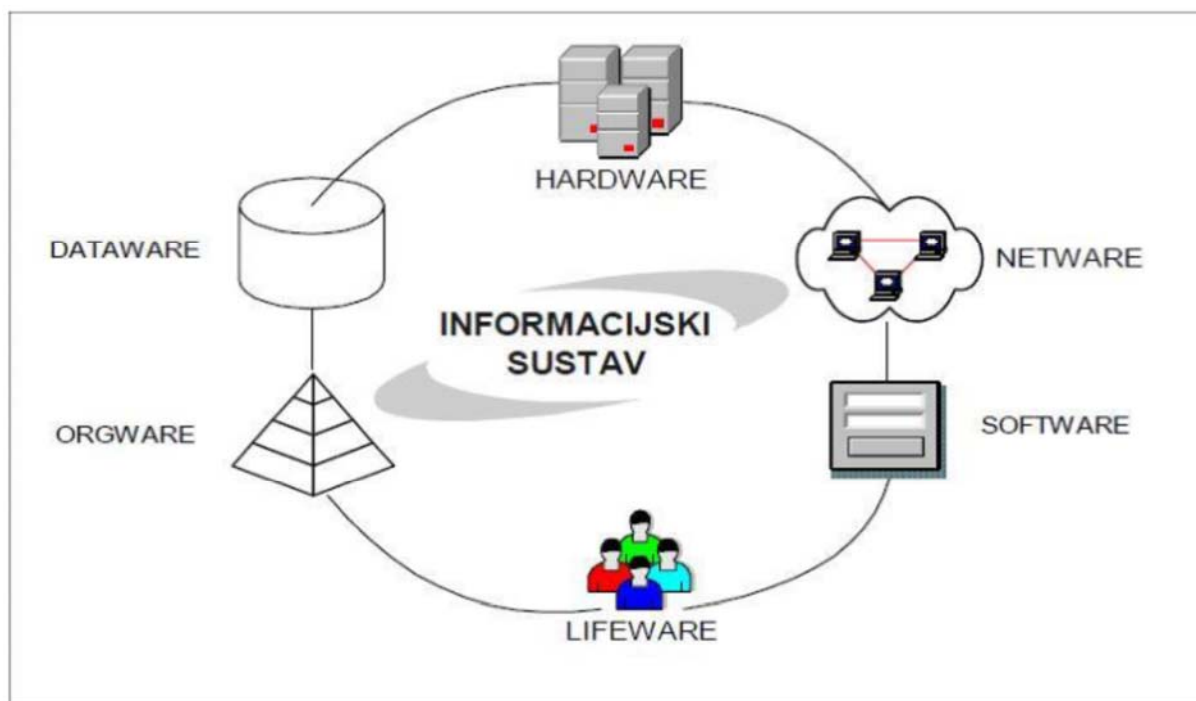 HARDWARE
DATAWARE
NETWARE
INFORMACIJSKI
SUSTAV
ORGWARE
SOFTWARE
LIFEWARE